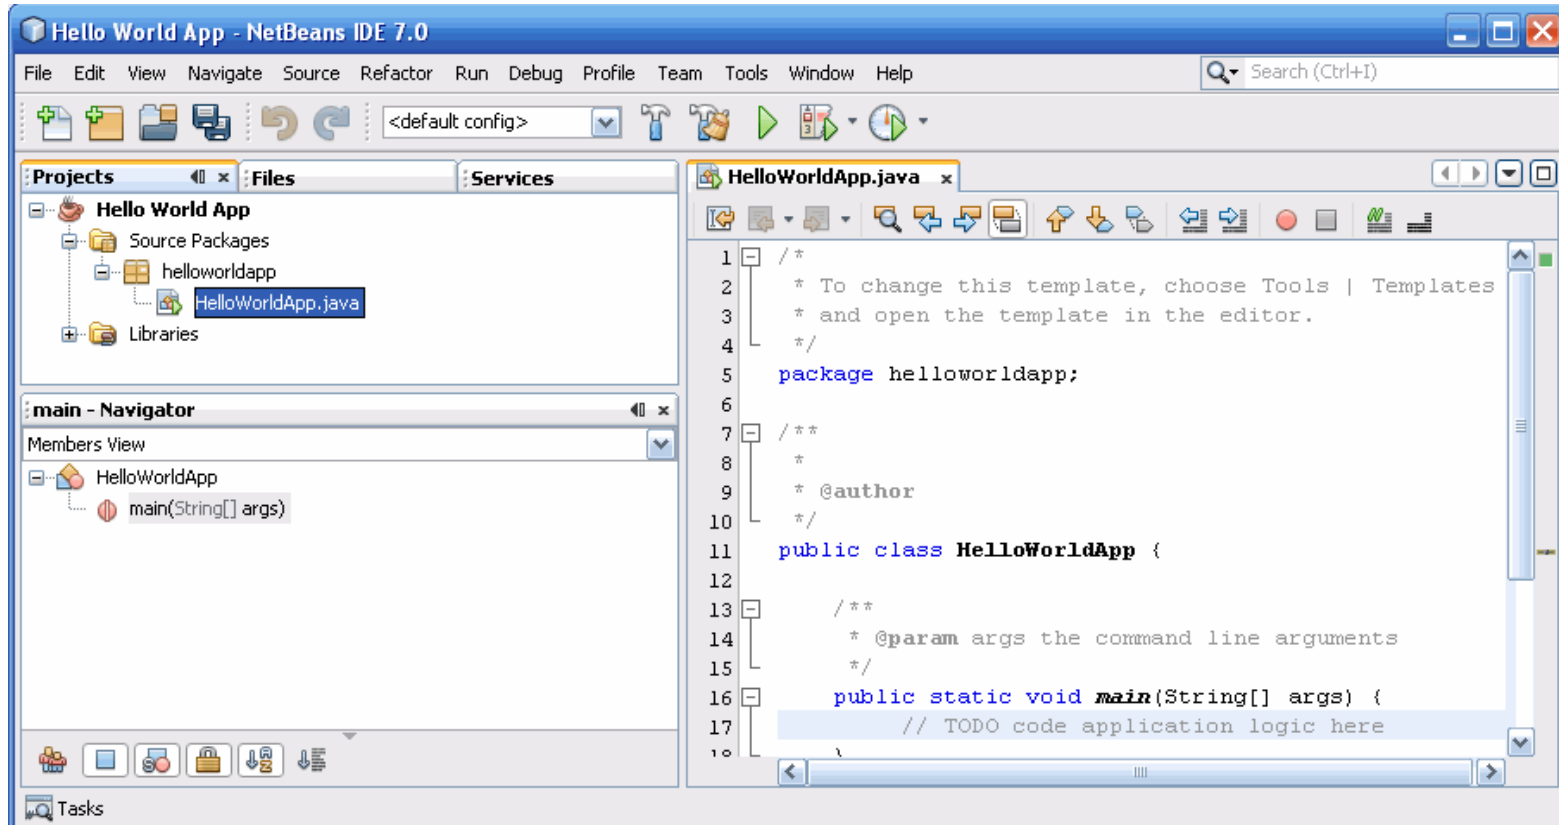 Hello World App - NetBeans IDE 7.0
File Edit View Navigate Source Refactor Run Debug Profile Team Tools Window Help
Search (Ctrl+I)
<default config>
Projects
Files
Services
Hello World App
Source Packages
helloworldapp
HelloWorldApp.java
Libraries
main - Navigator
Members View
HelloWorldApp
main(String[] args)
Tasks
HelloWorldApp.java
1 /*
2 * To change this template, choose Tools | Templates
3 * and open the template in the editor.
4 */
5 package helloworldapp;
6
7 /**
8 *
9 * @author
10 */
11 public class HelloWorldApp {
12
13 /**
14 * @param args the command line arguments
15 */
16 public static void main(String[] args) {
17 // TODO code application logic here